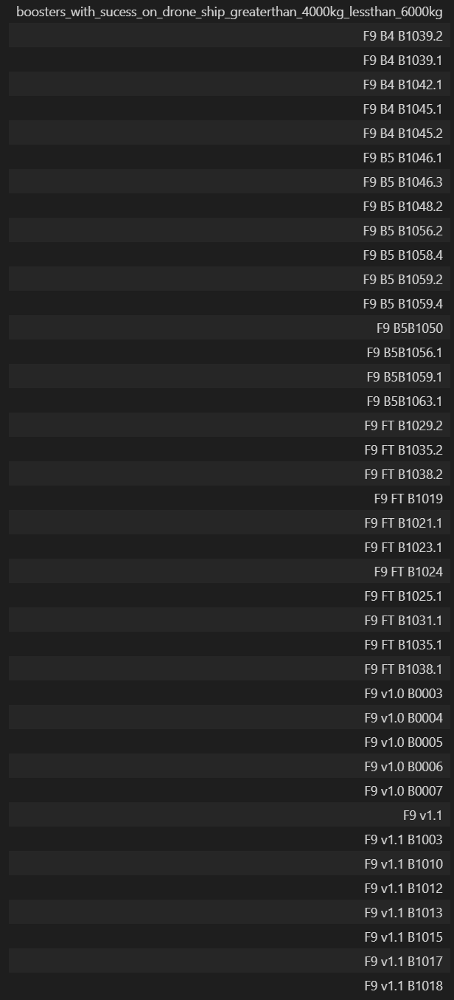 boosters_with_sucess_on_drone_ship_greaterthan_4000kg_lessthan_6000kg
F9 B4 B1039.2
F9 B4 B1039.1
F9 B4 B1042.1
F9 B4 B1045.1
F9 B4 B1045.2
F9 B5 B1046.1
F9 B5 B1046.3
F9 B5 B1048.2
F9 B5 B1056.2
F9 B5 B1058.4
F9 B5 B1059.2
F9 B5 B1059.4
F9 B5B1050
F9 B5B1056.1
F9 B5B1059.1
F9 B5B1063.1
F9 FT B1029.2
F9 FT B1035.2
F9 FT B1038.2
F9 FT B1019
F9 FT B1021.1
F9 FT B1023.1
F9 FT B1024
F9 FT B1025.1
F9 FT B1031.1
F9 FT B1035.1
F9 FT B1038.1
F9 v1.0 B0003
F9 v1.0 B0004
F9 v1.0 B0005
F9 v1.0 B0006
F9 v1.0 B0007
F9 v1.1
F9 v1.1 B1003
F9 v1.1 B1010
F9 v1.1 B1012
F9 v1.1 B1013
F9 v1.1 B1015
F9 v1.1 B1017
F9 v1.1 B1018